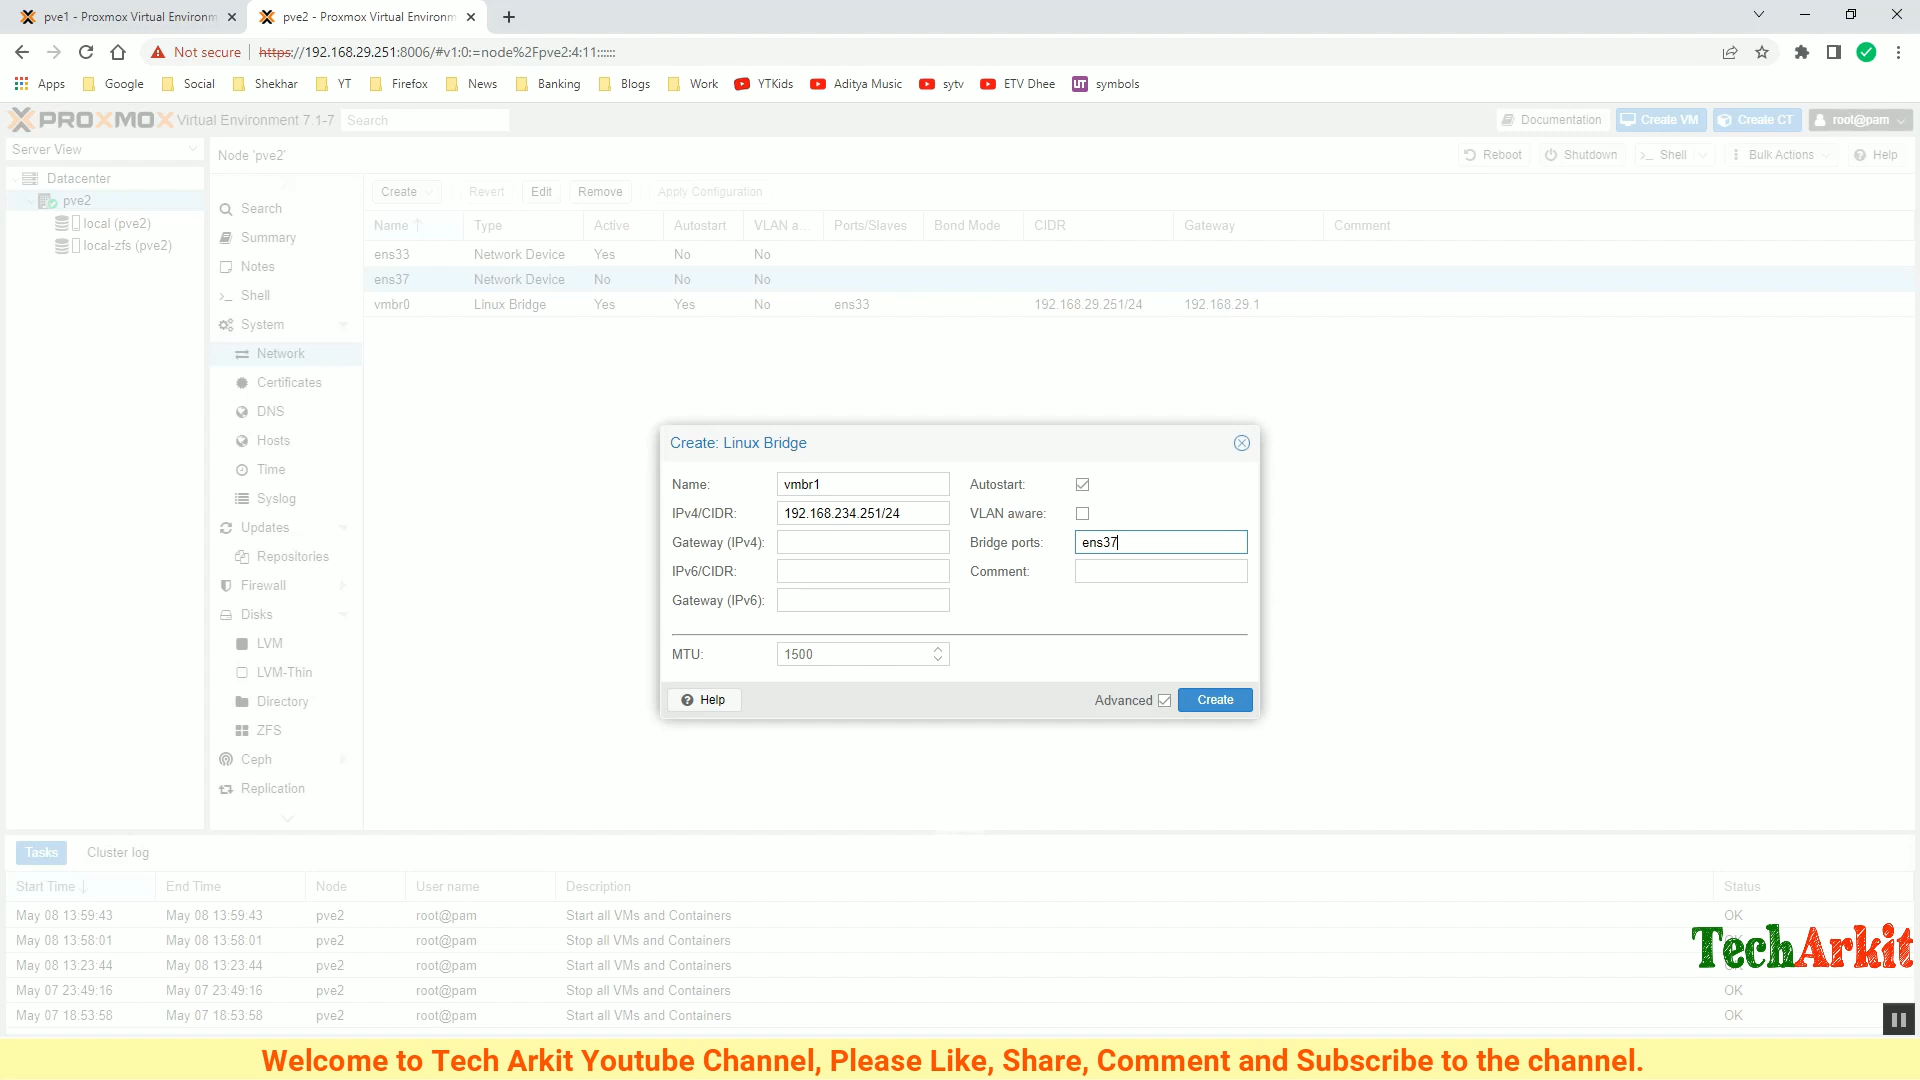 pve1 - Proxmox Virtual Environm
pve2 - Proxmox Virtual Environm
Not secure
https://192.168.29.251:8006/#v1:0:=node%2Fpve2:4:11::::::
Apps Google Social Shekhar YT Firefox News Banking Blogs Work YTKids Aditya Music sytv ETV Dhee symbols
PROXMOX Virtual Environment 7.1-7 Search Documentation Create VM Create CT root@pam
Server View
Datacenter
pve2
local (pve2)
local-zfs (pve2)
Node 'pve2' Reboot Shutdown Shell Bulk Actions Help
Search
Summary
Notes
Shell
System
Network
Certificates
DNS
Hosts
Time
Syslog
Updates
Repositories
Firewall
Disks
LVM
LVM-Thin
Directory
ZFS
Ceph
Replication
Create Revert Edit Remove Apply Configuration
Name Type Active Autostart VLAN a... Ports/Slaves Bond Mode CIDR Gateway Comment
ens33 Network Device Yes No No
ens37 Network Device No No No
vmbr0 Linux Bridge Yes Yes No ens33 192.168.29.251/24 192.168.29.1
Create: Linux Bridge
Name: vmbr1 Autostart:
IPv4/CIDR: 192.168.234.251/24 VLAN aware:
Gateway (IPv4): Bridge ports: ens37
IPv6/CIDR: Comment:
Gateway (IPv6):
MTU: 1500
Help Advanced Create
Tasks Cluster log
Start Time End Time Node User name Description Status
May 08 13:59:43 May 08 13:59:43 pve2 root@pam Start all VMs and Containers OK
May 08 13:58:01 May 08 13:58:01 pve2 root@pam Stop all VMs and Containers OK
May 08 13:23:44 May 08 13:23:44 pve2 root@pam Start all VMs and Containers OK
May 07 23:49:16 May 07 23:49:16 pve2 root@pam Stop all VMs and Containers OK
May 07 18:53:58 May 07 18:53:58 pve2 root@pam Start all VMs and Containers OK
TechArkit
Welcome to Tech Arkit Youtube Channel, Please Like, Share, Comment and Subscribe to the channel.